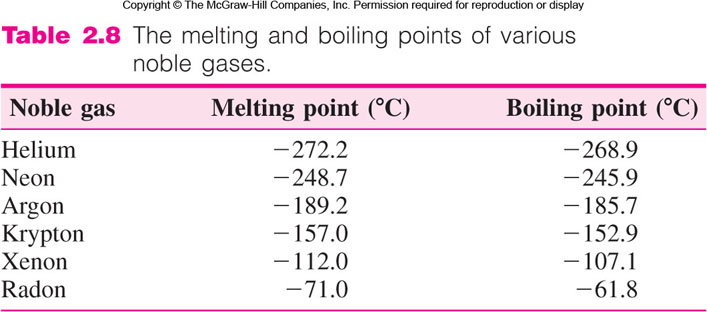 Copyright © The McGraw-Hill Companies, Inc. Permission required for reproduction or display
Table 2.8 The melting and boiling points of various
noble gases.
Noble gas Melting point (°C) Boiling point (°C)
Helium −272.2 −268.9
Neon −248.7 −245.9
Argon −189.2 −185.7
Krypton −157.0 −152.9
Xenon −112.0 −107.1
Radon −71.0 −61.8